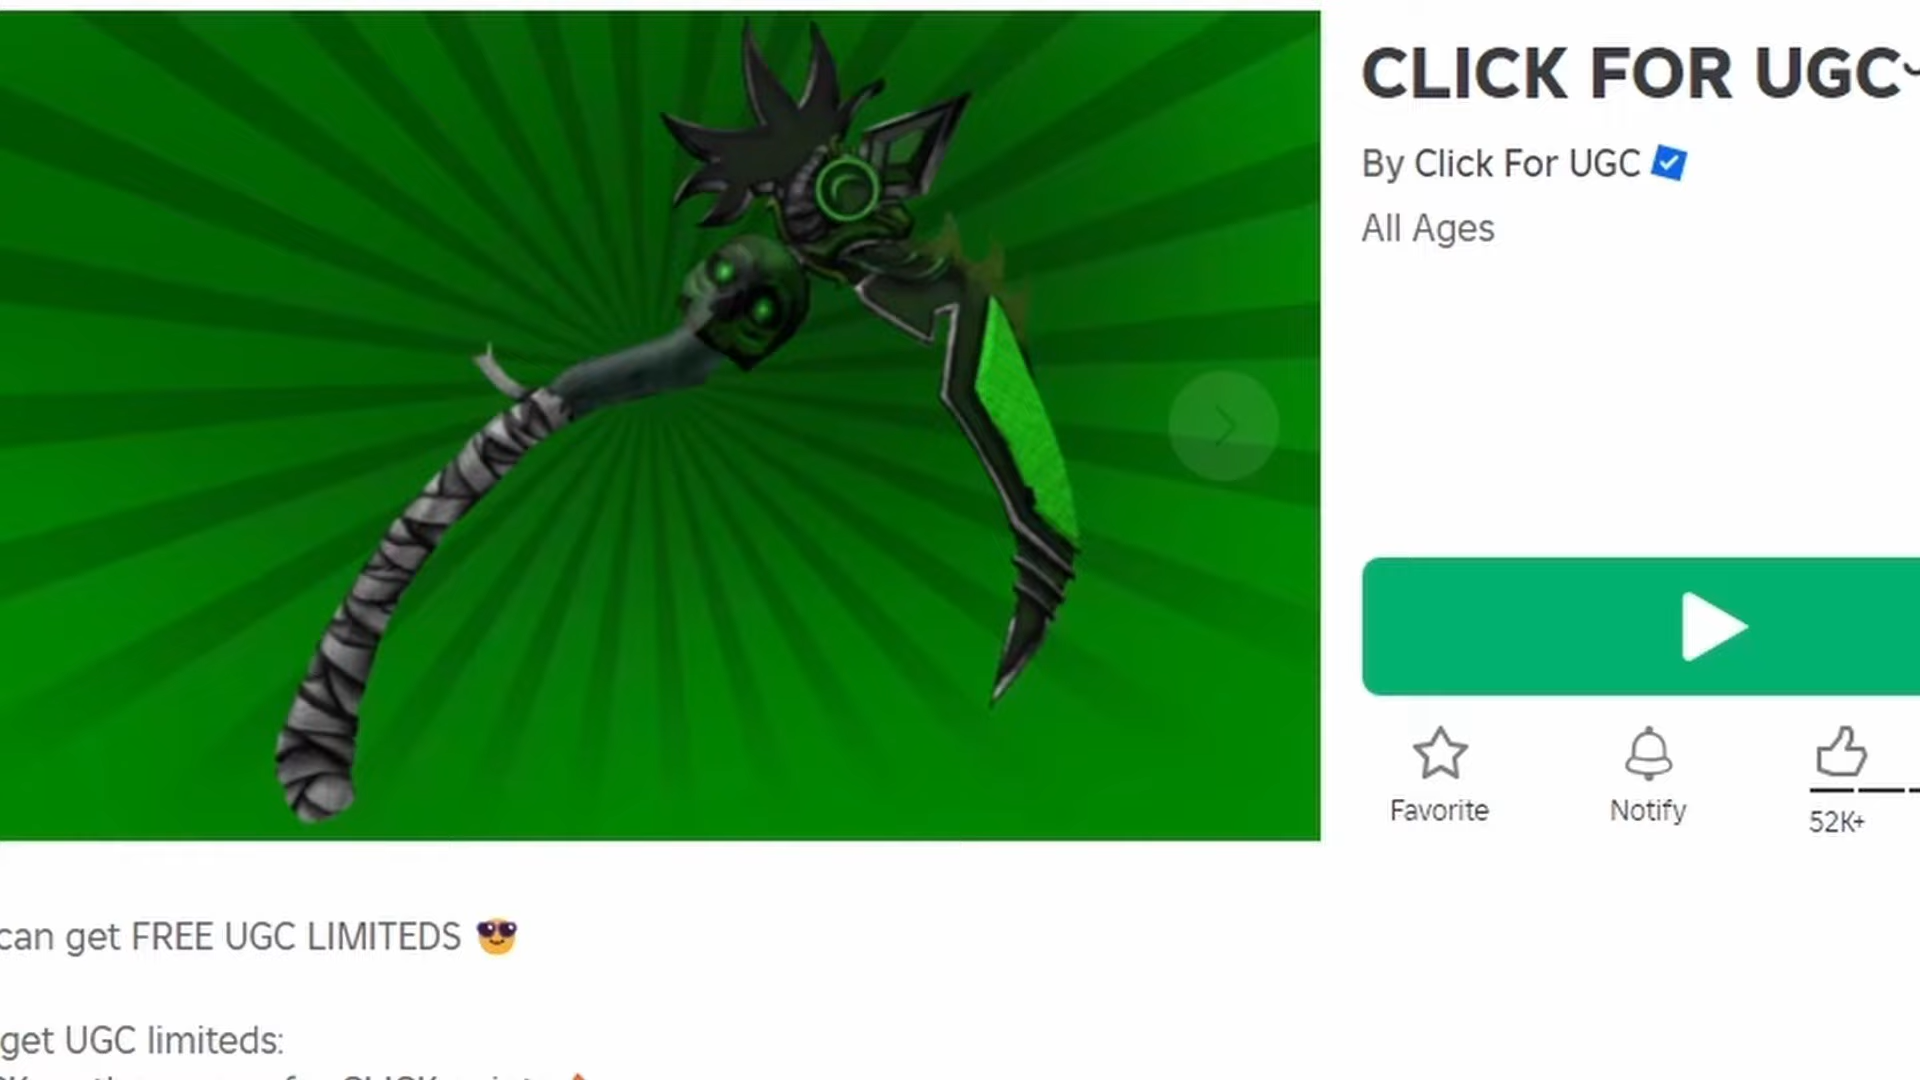 CLICK FOR UGC
By Click For UGC
All Ages
Favorite
Notify
52K+
can get FREE UGC LIMITEDS 😎
get UGC limiteds: